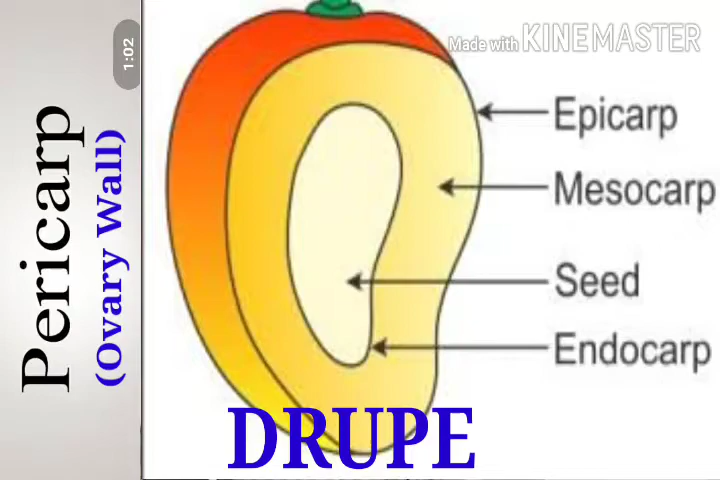 Pericarp
(Ovary Wall)
1:02
Made with KINEMASTER
Epicarp
Mesocarp
Seed
Endocarp
DRUPE